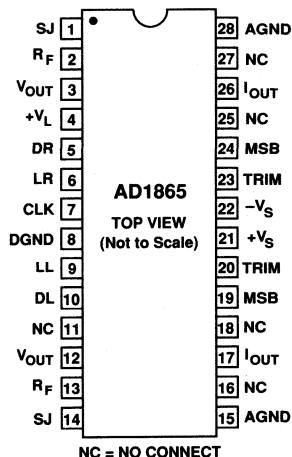 SJ 1 28 AGND
RF 2 27 NC
VOUT 3 26 IOUT
+VL 4 25 NC
DR 5 24 MSB
LR 6 23 TRIM
AD1865
CLK 7 22 −VS
TOP VIEW
DGND 8 21 +VS
(Not to Scale)
LL 9 20 TRIM
DL 10 19 MSB
NC 11 18 NC
VOUT 12 17 IOUT
RF 13 16 NC
SJ 14 15 AGND
NC = NO CONNECT